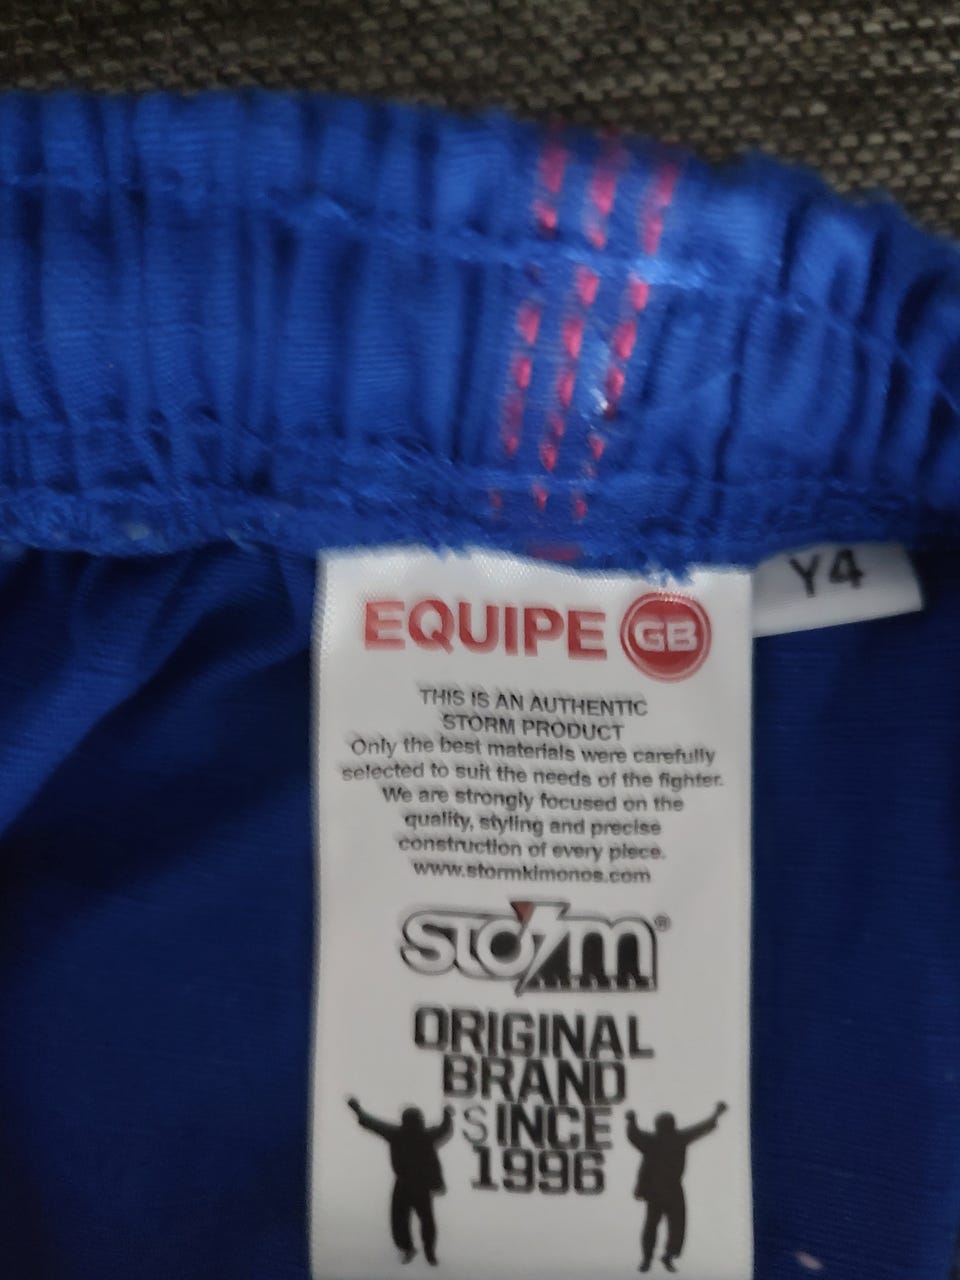 Y4
EQUIPE GB
THIS IS AN AUTHENTIC
STORM PRODUCT
Only the best materials were carefully
selected to suit the needs of the fighter.
We are strongly focused on the
quality, styling and precise
construction of every piece.
www.stormkimonos.com
STORM®
ORIGINAL
BRAND
SINCE
1996